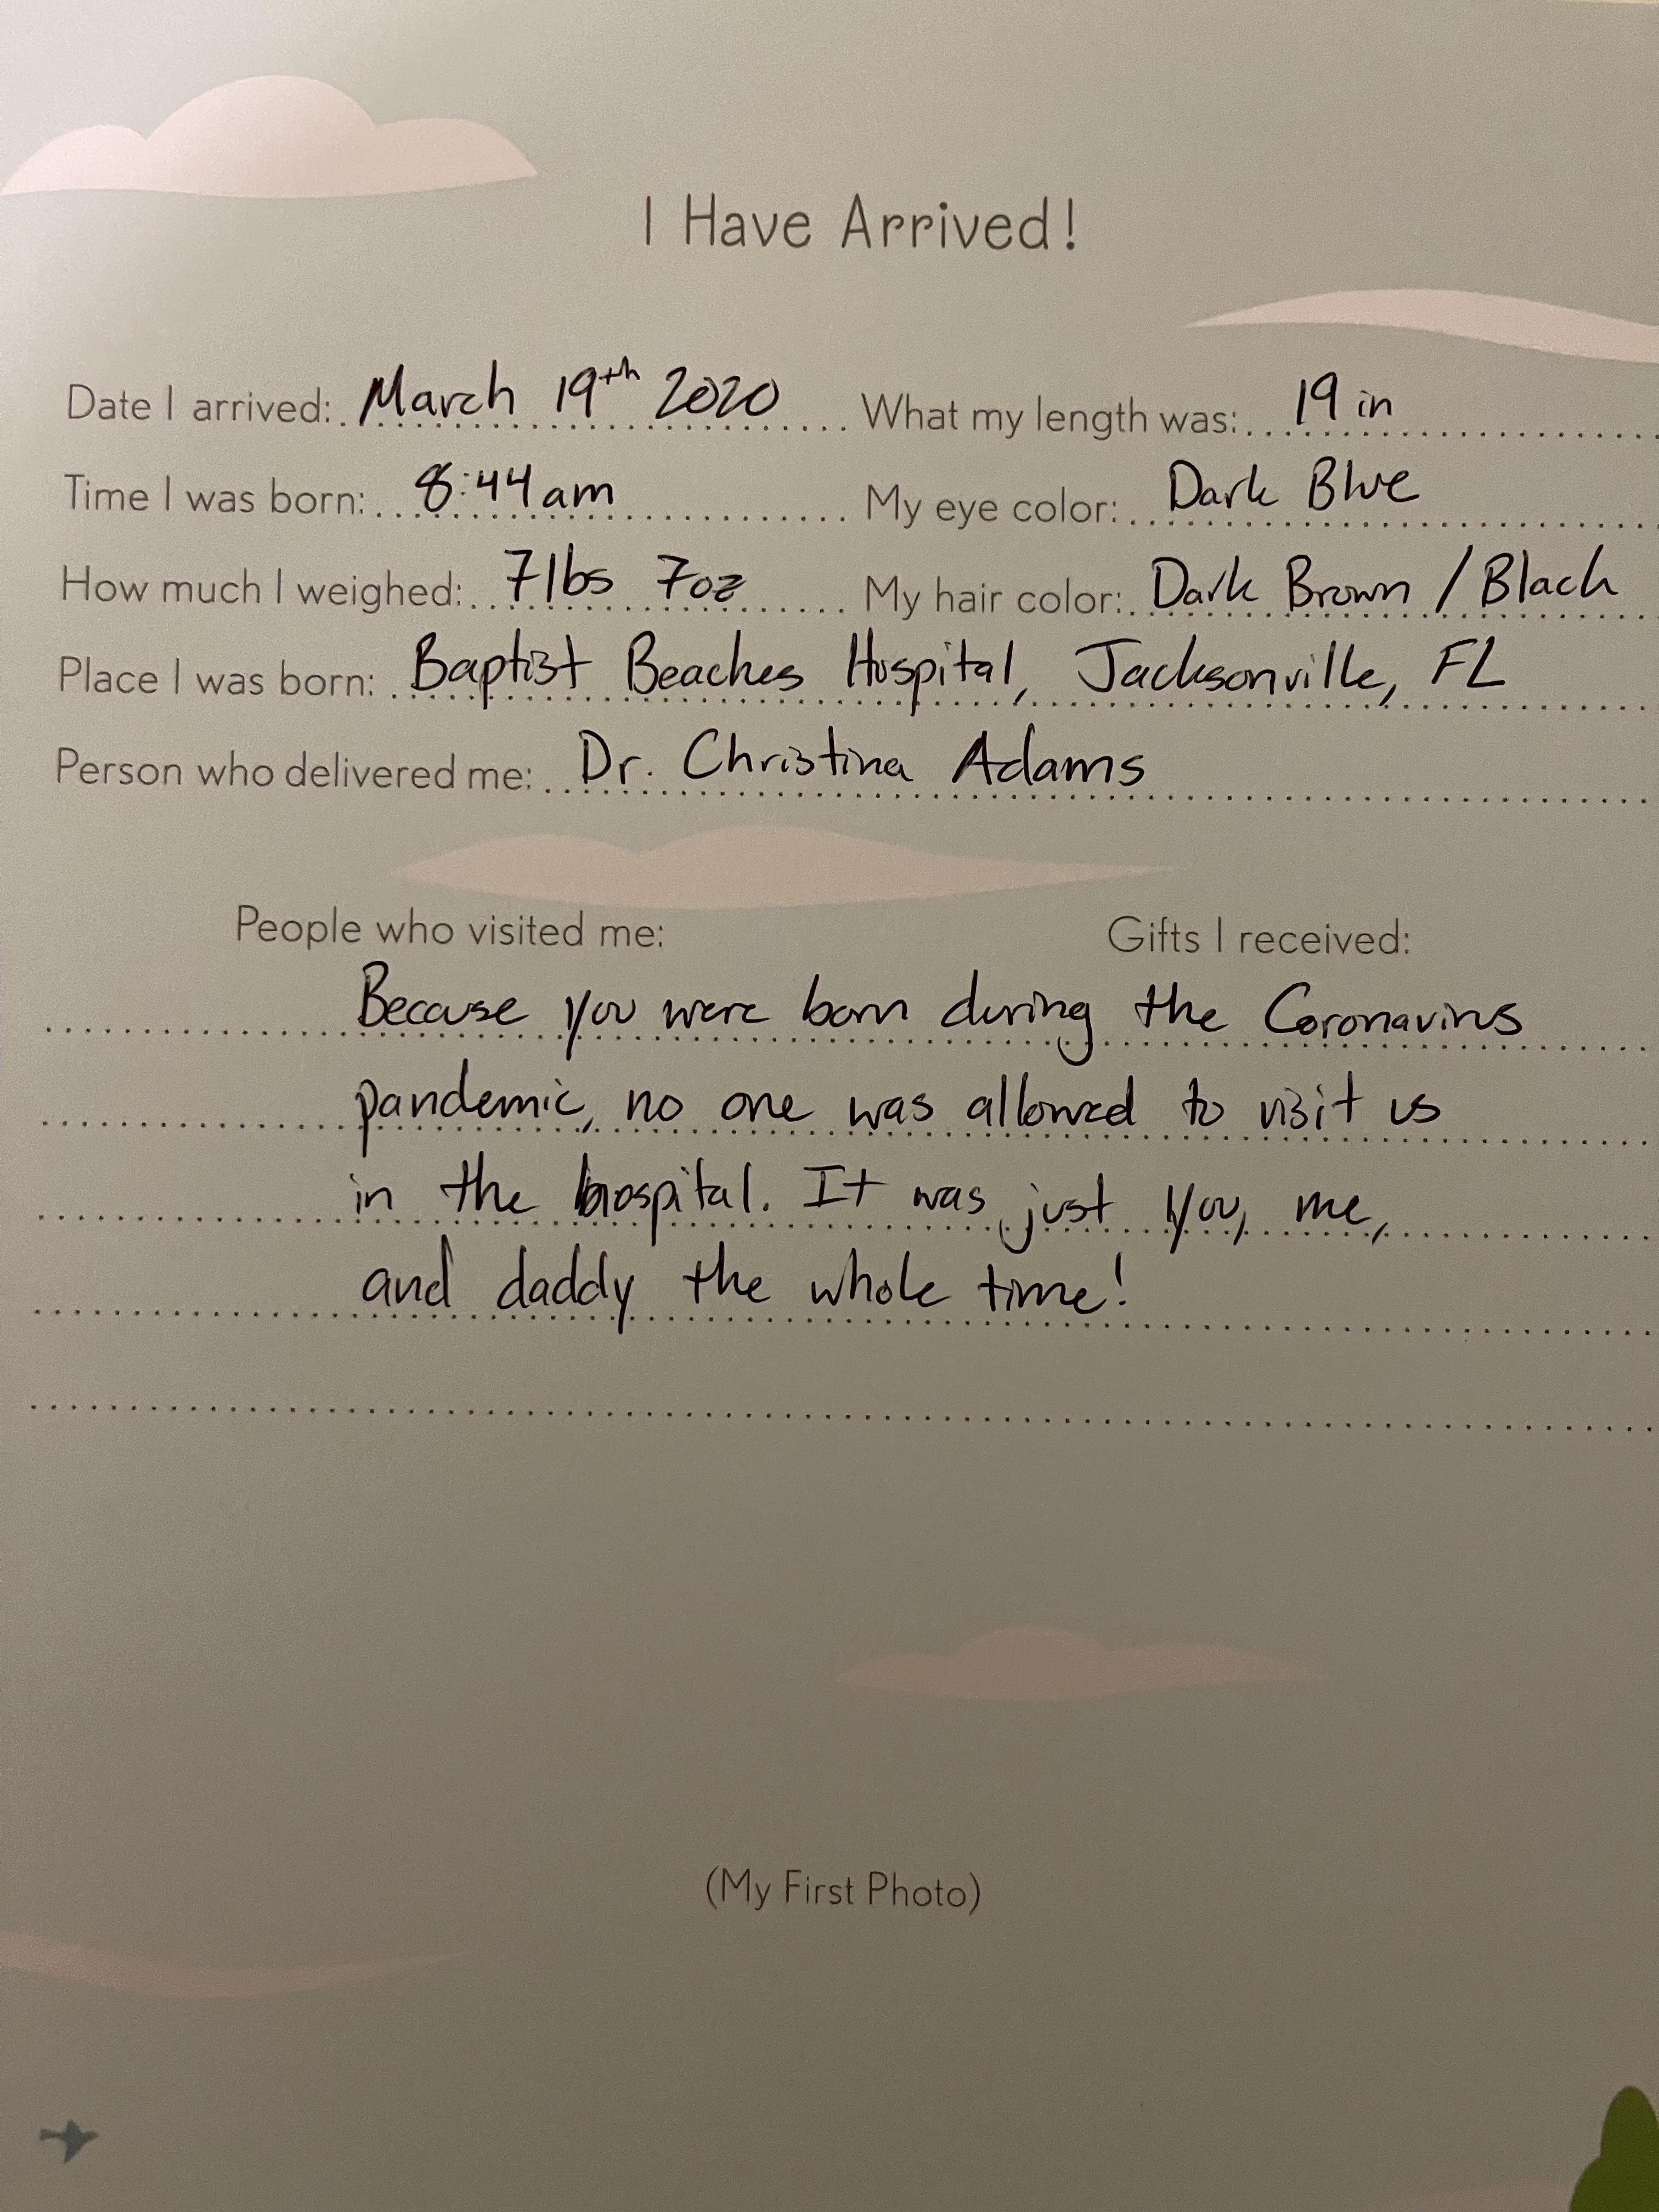 I Have Arrived!
Date I arrived: March 19th 2020 What my length was: 19 in
Time I was born: 8:44am My eye color: Dark Blue
How much I weighed: 7lbs 7oz My hair color: Dark Brown / Black
Place I was born: Baptist Beaches Hospital, Jacksonville, FL
Person who delivered me: Dr. Christina Adams
People who visited me: Gifts I received:
Because you were born during the Coronavirus
pandemic, no one was allowed to visit us
in the hospital. It was just you, me,
and daddy the whole time!
(My First Photo)